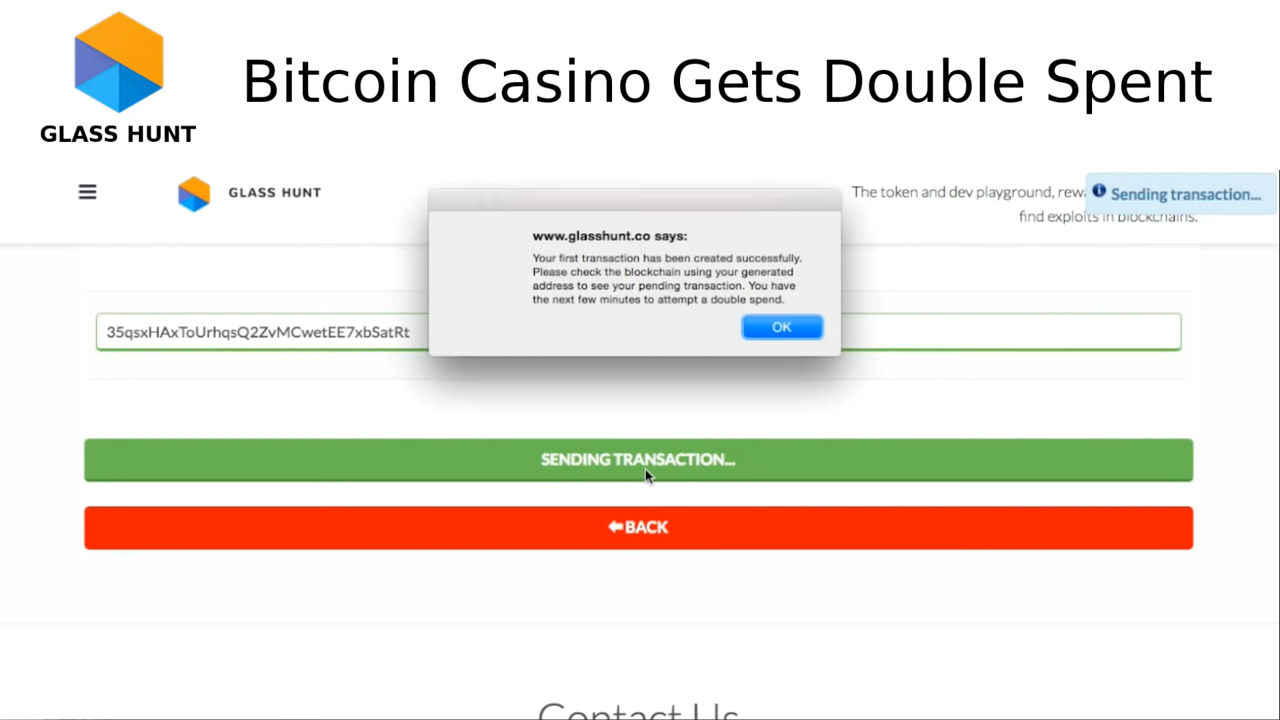 Bitcoin Casino Gets Double Spent
GLASS HUNT
GLASS HUNT
The token and dev playground,
find exploits in blockchains.
Sending transaction...
www.glasshunt.co says:
Your first transaction has been created successfully.
Please check the blockchain using your generated
address to see your pending transaction. You have
the next few minutes to attempt a double spend.
OK
35qsxHAxToUrhqsQ2ZvMCwetEE7xbSatRt
SENDING TRANSACTION...
BACK
Contact Us